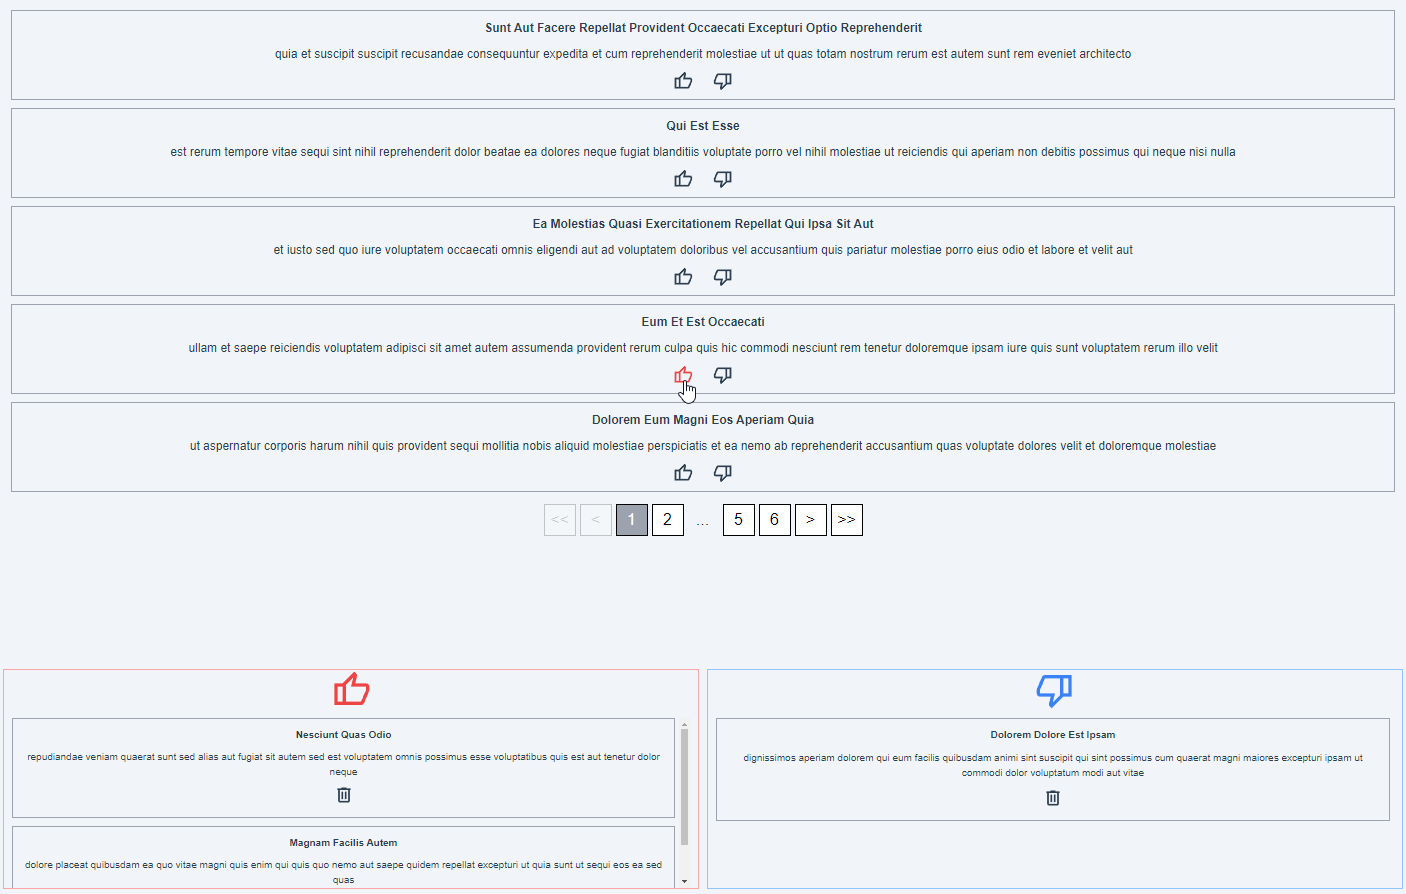 Sunt Aut Facere Repellat Provident Occaecati Excepturi Optio Reprehenderit
quia et suscipit suscipit recusandae consequuntur expedita et cum reprehenderit molestiae ut ut quas totam nostrum rerum est autem sunt rem eveniet architecto
Qui Est Esse
est rerum tempore vitae sequi sint nihil reprehenderit dolor beatae ea dolores neque fugiat blanditiis voluptate porro vel nihil molestiae ut reiciendis qui aperiam non debitis possimus qui neque nisi nulla
Ea Molestias Quasi Exercitationem Repellat Qui Ipsa Sit Aut
et iusto sed quo iure voluptatem occaecati omnis eligendi aut ad voluptatem doloribus vel accusantium quis pariatur molestiae porro eius odio et labore et velit aut
Eum Et Est Occaecati
ullam et saepe reiciendis voluptatem adipisci sit amet autem assumenda provident rerum culpa quis hic commodi nesciunt rem tenetur doloremque ipsam iure quis sunt voluptatem rerum illo velit
Dolorem Eum Magni Eos Aperiam Quia
ut aspernatur corporis harum nihil quis provident sequi mollitia nobis aliquid molestiae perspiciatis et ea nemo ab reprehenderit accusantium quas voluptate dolores velit et doloremque molestiae
<< < 1 2 ... 5 6 > >>
Nesciunt Quas Odio
repudiandae veniam quaerat sunt sed alias aut fugiat sit autem sed est voluptatem omnis possimus esse voluptatibus quis est aut tenetur dolor
neque
Magnam Facilis Autem
dolore placeat quibusdam ea quo vitae magni quis enim qui quis quo nemo aut saepe quidem repellat excepturi ut quia sunt ut sequi eos ea sed
quas
Dolorem Dolore Est Ipsam
dignissimos aperiam dolorem qui eum facilis quibusdam animi sint suscipit qui sint possimus cum quaerat magni maiores excepturi ipsam ut
commodi dolor voluptatum modi aut vitae